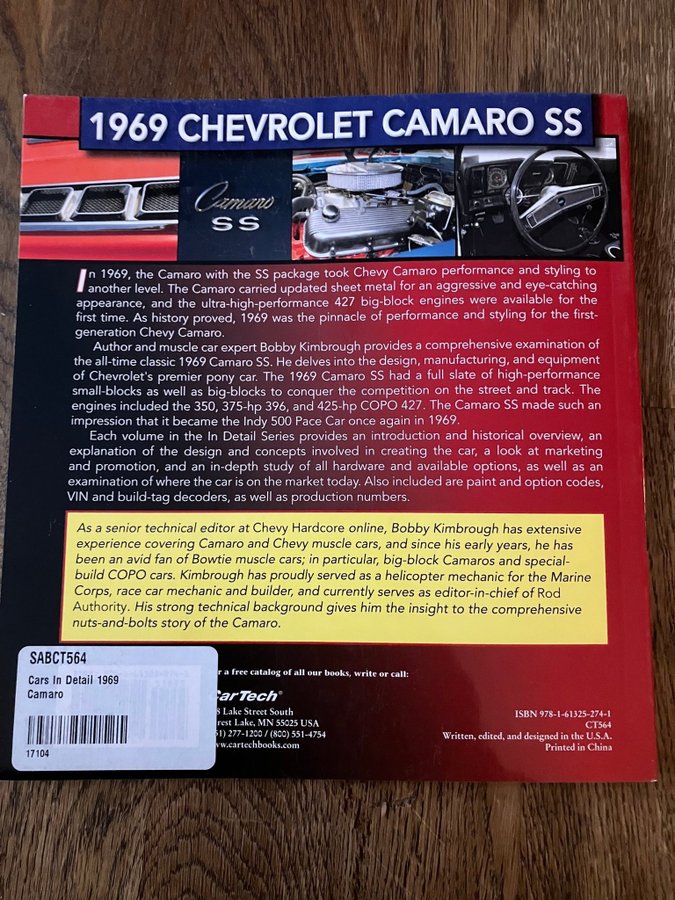 1969 CHEVROLET CAMARO SS
Camaro
SS
In 1969, the Camaro with the SS package took Chevy Camaro performance and styling to
another level. The Camaro carried updated sheet metal for an aggressive and eye-catching
appearance, and the ultra-high-performance 427 big-block engines were available for the
first time. As history proved, 1969 was the pinnacle of performance and styling for the first-
generation Chevy Camaro.
Author and muscle car expert Bobby Kimbrough provides a comprehensive examination of
the all-time classic 1969 Camaro SS. He delves into the design, manufacturing, and equipment
of Chevrolet's premier pony car. The 1969 Camaro SS had a full slate of high-performance
small-blocks as well as big-blocks to conquer the competition on the street and track. The
engines included the 350, 375-hp 396, and 425-hp COPO 427. The Camaro SS made such an
impression that it became the Indy 500 Pace Car once again in 1969.
Each volume in the In Detail Series provides an introduction and historical overview, an
explanation of the design and concepts involved in creating the car, a look at marketing
and promotion, and an in-depth study of all hardware and available options, as well as an
examination of where the car is on the market today. Also included are paint and option codes,
VIN and build-tag decoders, as well as production numbers.
As a senior technical editor at Chevy Hardcore online, Bobby Kimbrough has extensive
experience covering Camaro and Chevy muscle cars, and since his early years, he has
been an avid fan of Bowtie muscle cars; in particular, big-block Camaros and special-
build COPO cars. Kimbrough has proudly served as a helicopter mechanic for the Marine
Corps, race car mechanic and builder, and currently serves as editor-in-chief of Rod
Authority. His strong technical background gives him the insight to the comprehensive
nuts-and-bolts story of the Camaro.
SABCT564
Cars In Detail 1969
Camaro
17104
r a free catalog of all our books, write or call:
CarTech®
8 Lake Street South
rest Lake, MN 55025 USA
51) 277-1200 / (800) 551-4754
www.cartechbooks.com
ISBN 978-1-61325-274-1
CT564
Written, edited, and designed in the U.S.A.
Printed in China